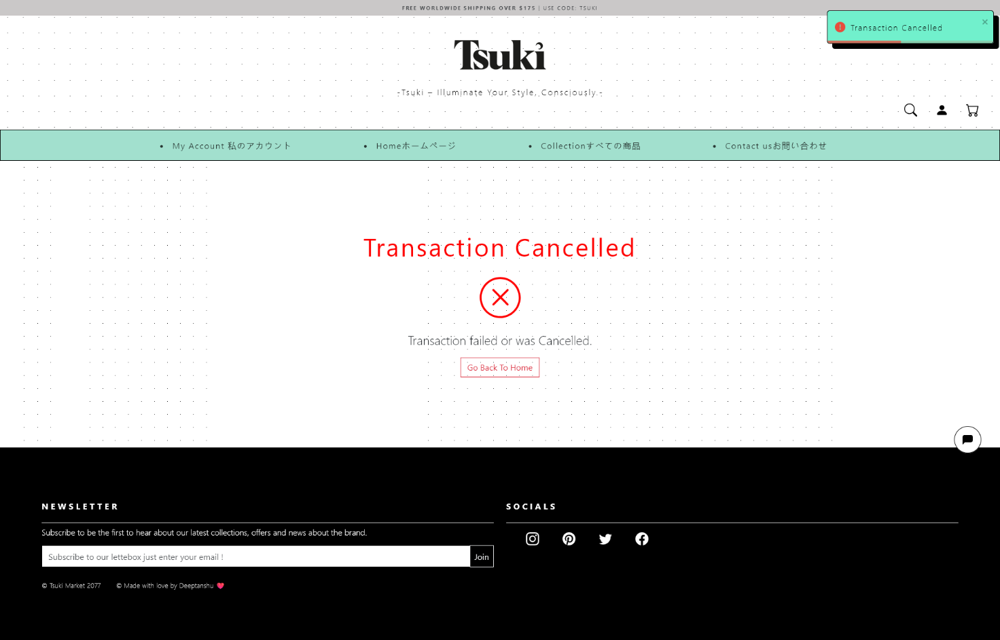 FREE WORLDWIDE SHIPPING OVER $175 | USE CODE: TSUKI
Transaction Cancelled
Tsuki
-Tsuki – Illuminate Your Style, Consciously.-
My Account 私のアカウント
Homeホームページ
Collectionすべての商品
Contact usお問い合わせ
Transaction Cancelled
Transaction failed or was Cancelled.
Go Back To Home
NEWSLETTER
Subscribe to be the first to hear about our latest collections, offers and news about the brand.
Subscribe to our lettebox just enter your email !
Join
© Tsuki Market 2077
© Made with love by Deeptanshu
SOCIALS